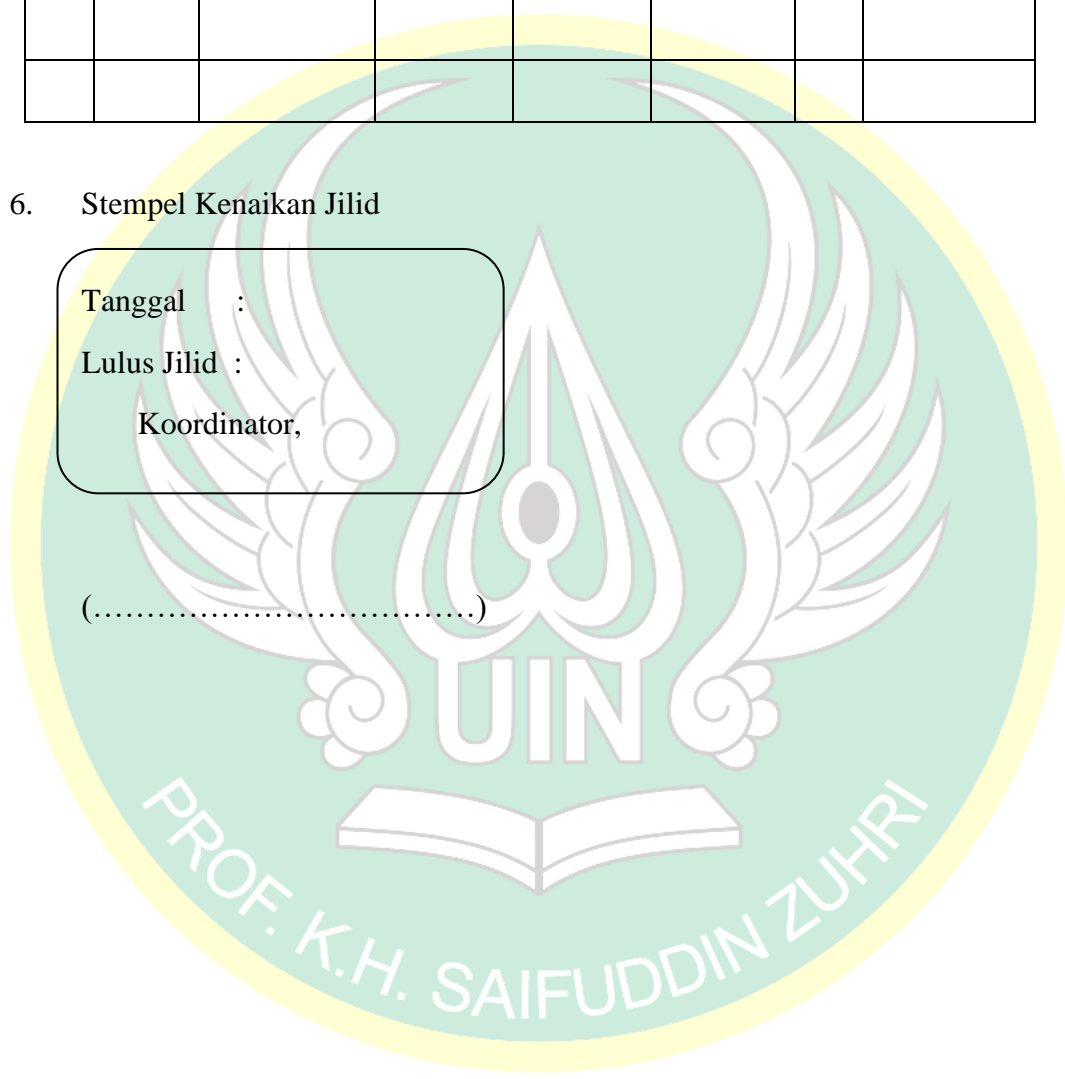 6. Stempel Kenaikan Jilid
Tanggal :
Lulus Jilid :
Koordinator,
(....................................)
UIN
PROF. K.H. SAIFUDDIN ZUHRI